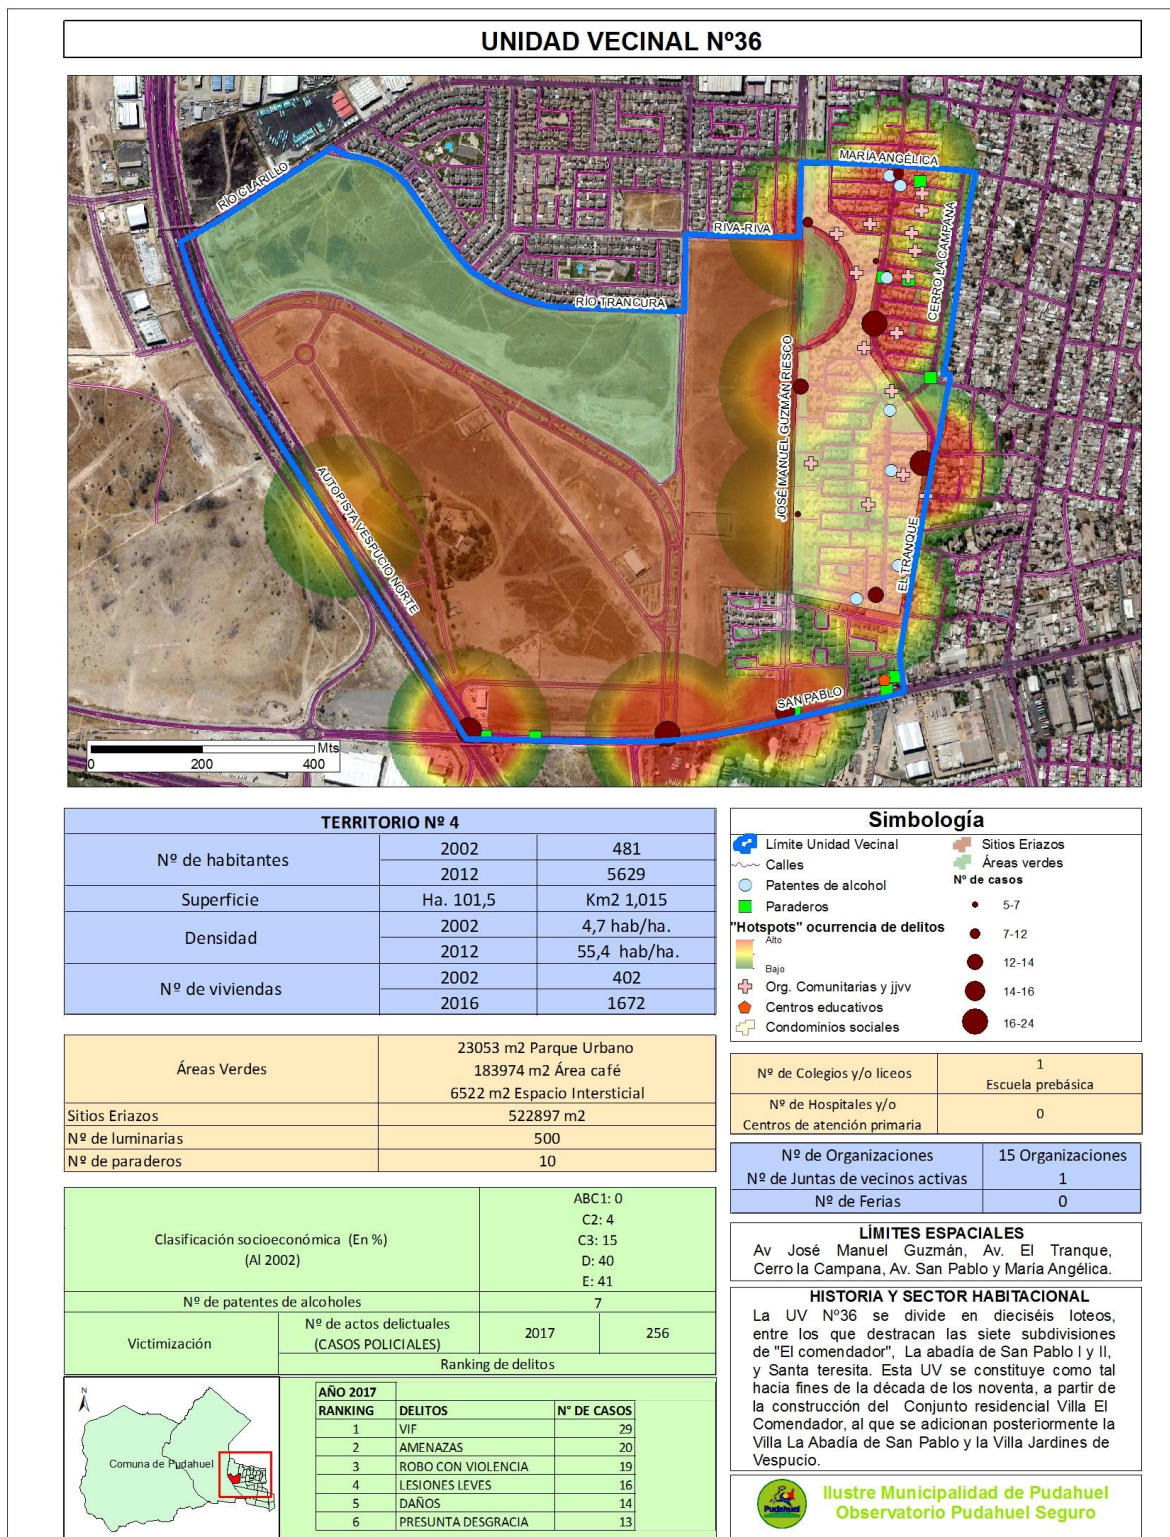 UNIDAD VECINAL Nº36
RÍO CLARILLO
MARÍA ANGÉLICA
RIVA-RIVA
CERRO LA CAMPANA
RÍO TRANCURA
JOSÉ MANUEL GUZMÁN RIESCO
AUTOPISTA VESPUCIO NORTE
EL TRANQUE
SAN PABLO
Mts
0 200 400
TERRITORIO Nº 4
Nº de habitantes 2002 481
2012 5629
Superficie Ha. 101,5 Km2 1,015
Densidad 2002 4,7 hab/ha.
2012 55,4 hab/ha.
Nº de viviendas 2002 402
2016 1672
Áreas Verdes
23053 m2 Parque Urbano
183974 m2 Área café
6522 m2 Espacio Intersticial
Sitios Eriazos 522897 m2
Nº de luminarias 500
Nº de paraderos 10
Clasificación socioeconómica (En %)
(Al 2002)
ABC1: 0
C2: 4
C3: 15
D: 40
E: 41
Nº de patentes de alcoholes 7
Victimización
Nº de actos delictuales
(CASOS POLICIALES)
2017 256
Ranking de delitos
N
Comuna de Pudahuel
AÑO 2017
RANKING DELITOS N° DE CASOS
1 VIF 29
2 AMENAZAS 20
3 ROBO CON VIOLENCIA 19
4 LESIONES LEVES 16
5 DAÑOS 14
6 PRESUNTA DESGRACIA 13
Simbología
Límite Unidad Vecinal
Calles
Patentes de alcohol
Paraderos
"Hotspots" ocurrencia de delitos
Alto
Bajo
Org. Comunitarias y jjvv
Centros educativos
Condominios sociales
Sitios Eriazos
Áreas verdes
Nº de casos
5-7
7-12
12-14
14-16
16-24
Nº de Colegios y/o liceos
1
Escuela prebásica
Nº de Hospitales y/o
Centros de atención primaria
0
Nº de Organizaciones 15 Organizaciones
Nº de Juntas de vecinos activas 1
Nº de Ferias 0
LÍMITES ESPACIALES
Av José Manuel Guzmán, Av. El Tranque,
Cerro la Campana, Av. San Pablo y María Angélica.
HISTORIA Y SECTOR HABITACIONAL
La UV Nº36 se divide en dieciséis loteos,
entre los que destracan las siete subdivisiones
de "El comendador", La abadía de San Pablo I y II,
y Santa teresita. Esta UV se constituye como tal
hacia fines de la década de los noventa, a partir de
la construcción del Conjunto residencial Villa El
Comendador, al que se adicionan posteriormente la
Villa La Abadía de San Pablo y la Villa Jardines de
Vespucio.
Pudahuel
Ilustre Municipalidad de Pudahuel
Observatorio Pudahuel Seguro